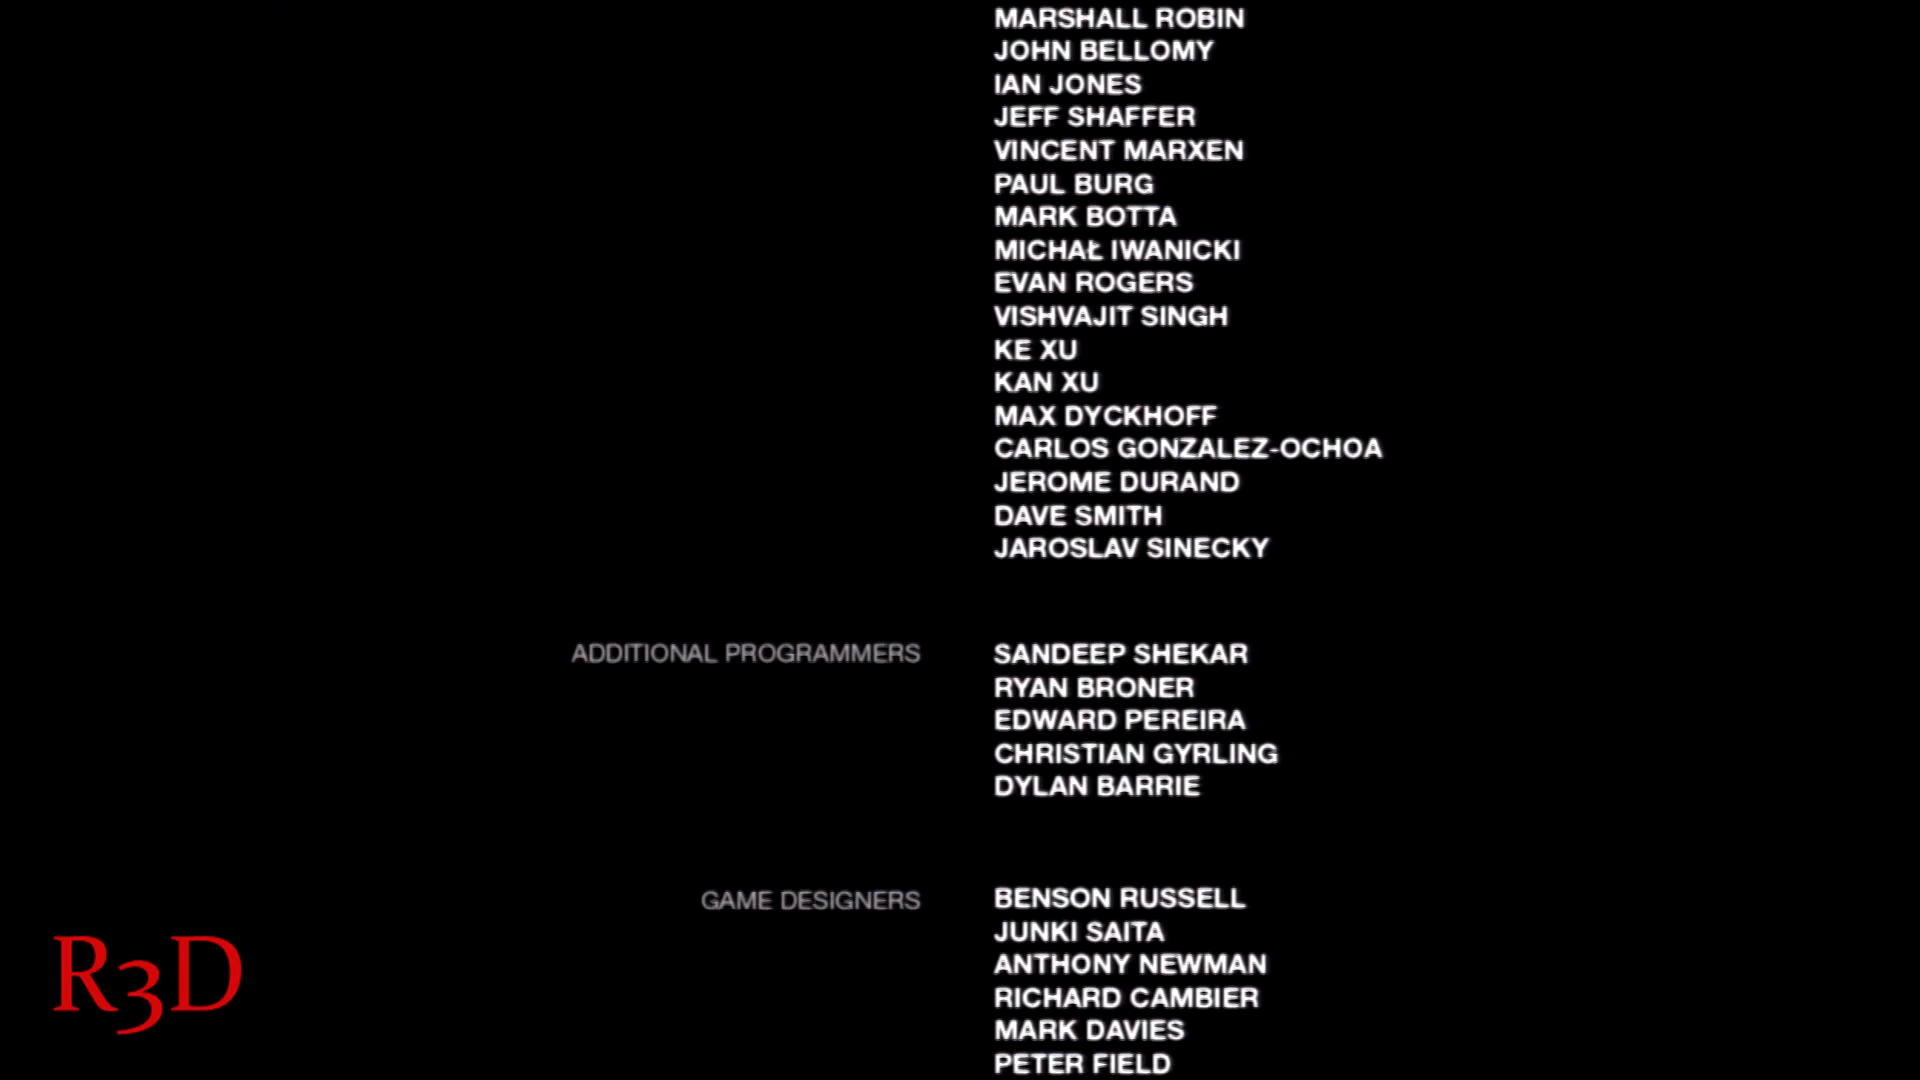 MARSHALL ROBIN
JOHN BELLOMY
IAN JONES
JEFF SHAFFER
VINCENT MARXEN
PAUL BURG
MARK BOTTA
MICHAŁ IWANICKI
EVAN ROGERS
VISHVAJIT SINGH
KE XU
KAN XU
MAX DYCKHOFF
CARLOS GONZALEZ-OCHOA
JEROME DURAND
DAVE SMITH
JAROSLAV SINECKY
ADDITIONAL PROGRAMMERS SANDEEP SHEKAR
RYAN BRONER
EDWARD PEREIRA
CHRISTIAN GYRLING
DYLAN BARRIE
GAME DESIGNERS BENSON RUSSELL
JUNKI SAITA
ANTHONY NEWMAN
RICHARD CAMBIER
MARK DAVIES
PETER FIELD
R3D